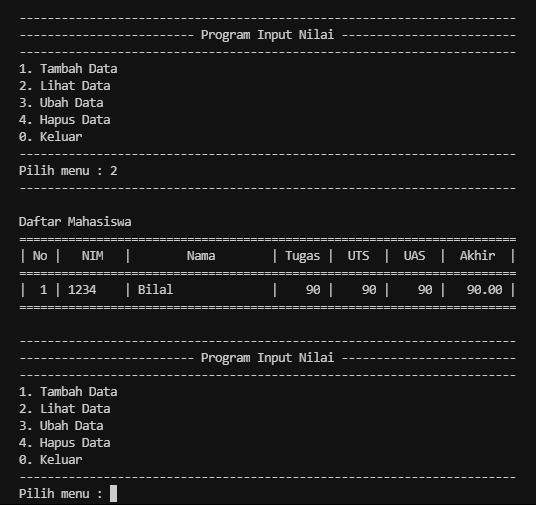 -----------------------------------------------------------------------
------------------------- Program Input Nilai -------------------------
-----------------------------------------------------------------------
1. Tambah Data
2. Lihat Data
3. Ubah Data
4. Hapus Data
0. Keluar
-----------------------------------------------------------------------
Pilih menu : 2
-----------------------------------------------------------------------

Daftar Mahasiswa
=======================================================================
| No |   NIM   |        Nama        | Tugas |  UTS  |  UAS  |  Akhir  |
=======================================================================
|  1 | 1234    | Bilal              |    90 |    90 |    90 |   90.00 |
=======================================================================

-----------------------------------------------------------------------
------------------------- Program Input Nilai -------------------------
-----------------------------------------------------------------------
1. Tambah Data
2. Lihat Data
3. Ubah Data
4. Hapus Data
0. Keluar
-----------------------------------------------------------------------
Pilih menu :